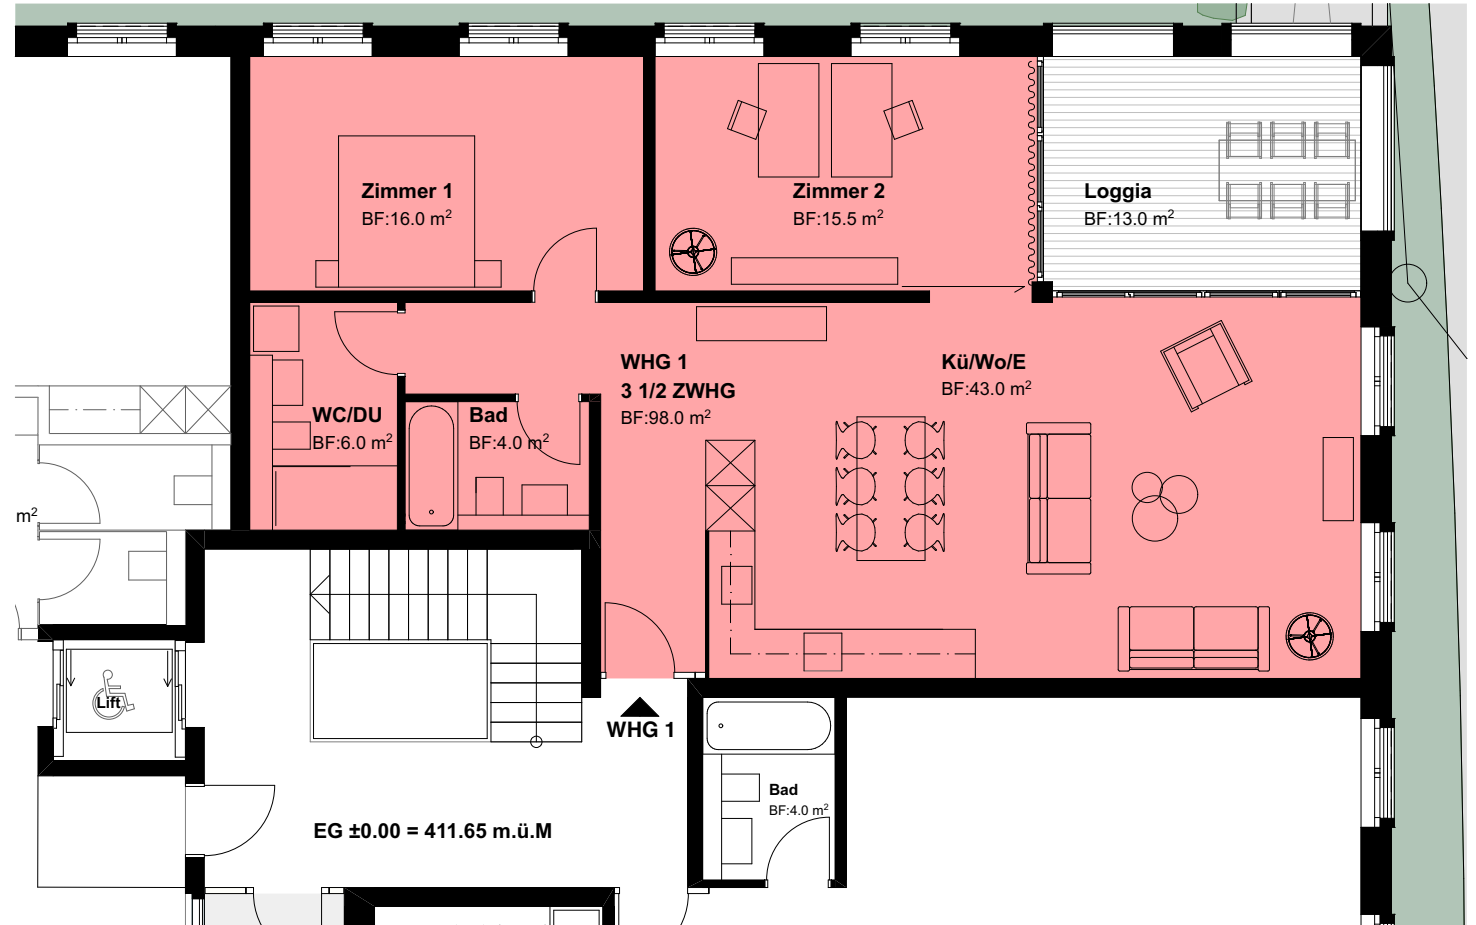 Zimmer 1
BF:16.0 m²
Zimmer 2
BF:15.5 m²
Loggia
BF:13.0 m²
WHG 1
3 1/2 ZWHG
BF:98.0 m²
Kü/Wo/E
BF:43.0 m²
WC/DU
BF:6.0 m²
Bad
BF:4.0 m²
m²
Lift
WHG 1
Bad
BF:4.0 m²
EG ±0.00 = 411.65 m.ü.M